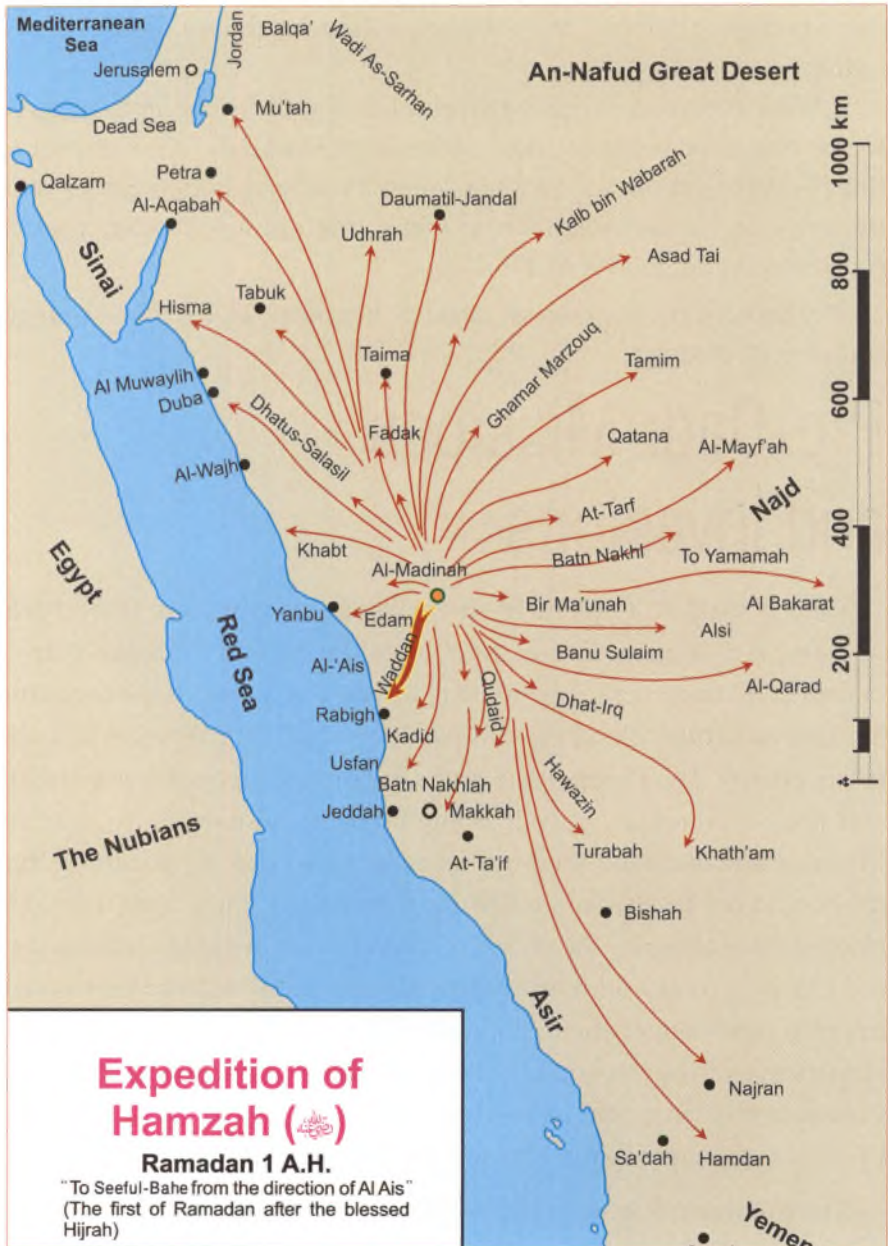 Mediterranean
Sea
Jordan
Balqa’
Wadi As-Sarhan
Jerusalem
An-Nafud Great Desert
Mu’tah
Dead Sea
1000 km
Petra
Qalzam
Al-Aqabah
Daumatil-Jandal
Kalb bin Wabarah
Udhrah
Sinai
Asad Tai
800
Hisma
Tabuk
Taima
Ghamar Marzouq
Tamim
Al Muwaylih
Duba
600
Dhatus-Salasil
Fadak
Qatana
Al-Mayf’ah
Al-Wajh
Najd
At-Tarf
400
Egypt
Khabt
Batn Nakhl
To Yamamah
Al-Madinah
Bir Ma’unah
Al Bakarat
Yanbu
Edam
Alsi
Red Sea
Al-’Ais
Waddan
Banu Sulaim
200
Al-Qarad
Qudaid
Dhat-Irq
Rabigh
Kadid
Usfan
Hawazin
Batn Nakhlah
Jeddah
Makkah
The Nubians
Turabah
Khath’am
At-Ta’if
Bishah
Asir
Najran
Sa’dah
Hamdan
Yemen
Expedition of
Hamzah (رضي الله عنه)
Ramadan 1 A.H.
"To Seeful-Bahe from the direction of Al Ais"
(The first of Ramadan after the blessed
Hijrah)